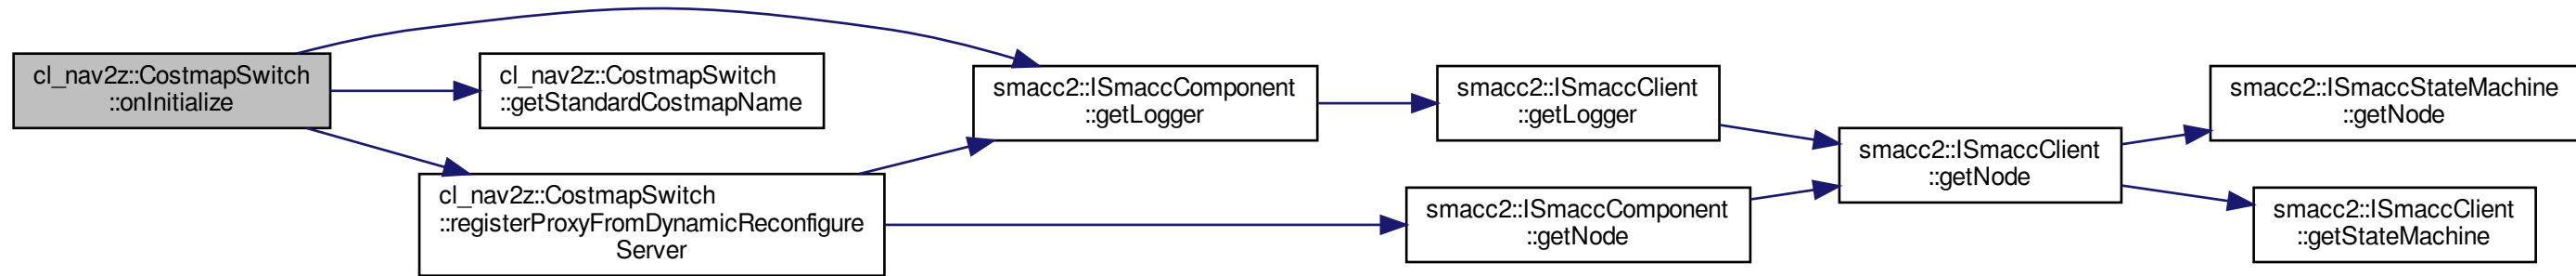 cl_nav2z::CostmapSwitch
::onInitialize
cl_nav2z::CostmapSwitch
::getStandardCostmapName
cl_nav2z::CostmapSwitch
::registerProxyFromDynamicReconfigure
Server
smacc2::ISmaccComponent
::getLogger
smacc2::ISmaccClient
::getLogger
smacc2::ISmaccComponent
::getNode
smacc2::ISmaccClient
::getNode
smacc2::ISmaccStateMachine
::getNode
smacc2::ISmaccClient
::getStateMachine